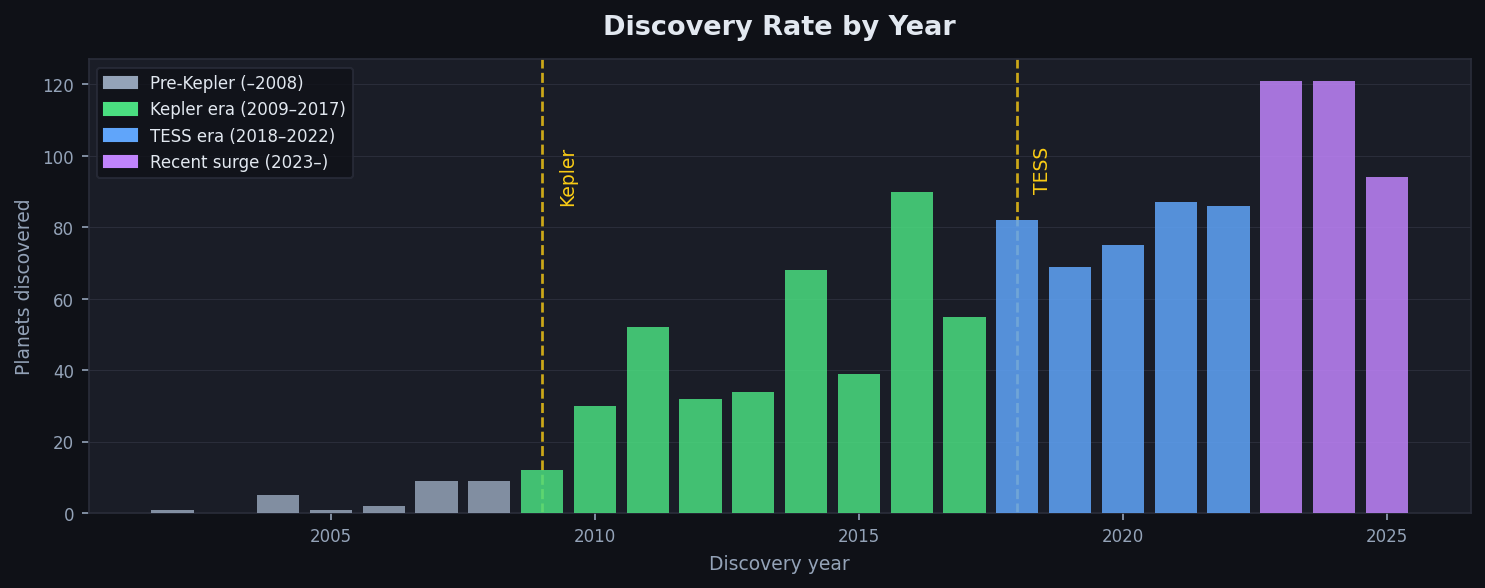 Discovery Rate by Year
Pre-Kepler (–2008)
Kepler era (2009–2017)
TESS era (2018–2022)
Recent surge (2023–)
Kepler
TESS
Planets discovered
120
100
80
60
40
20
0
2005
2010
2015
2020
2025
Discovery year